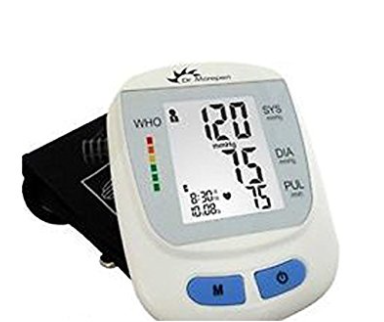 Dr. Morepen
WHO
120
SYS
mmHg
mmHg
75
DIA
mmHg
8:30
75
PUL
/min
10.08
M